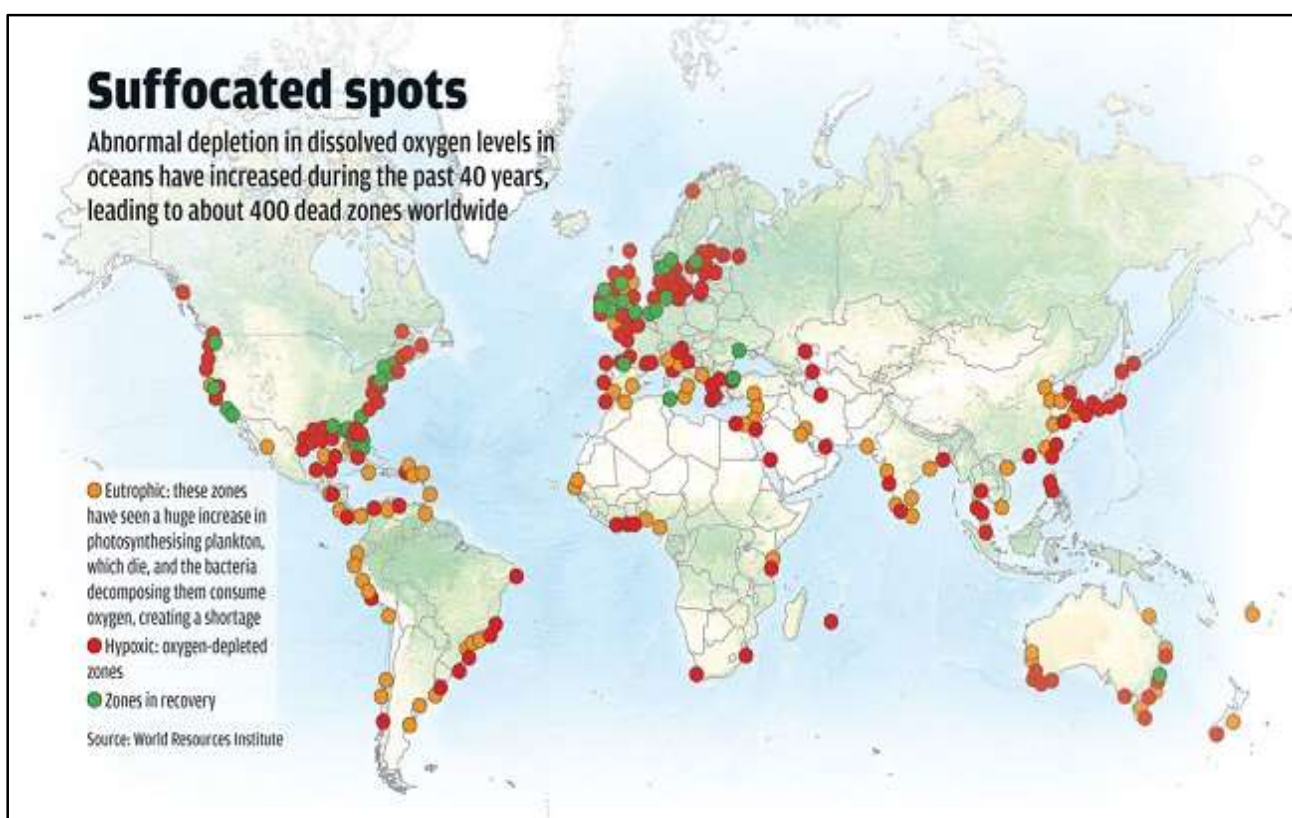 Suffocated spots
Abnormal depletion in dissolved oxygen levels in
oceans have increased during the past 40 years,
leading to about 400 dead zones worldwide
Eutrophic: these zones
have seen a huge increase in
photosynthesising plankton,
which die, and the bacteria
decomposing them consume
oxygen, creating a shortage
Hypoxic: oxygen-depleted
zones
Zones in recovery
Source: World Resources Institute